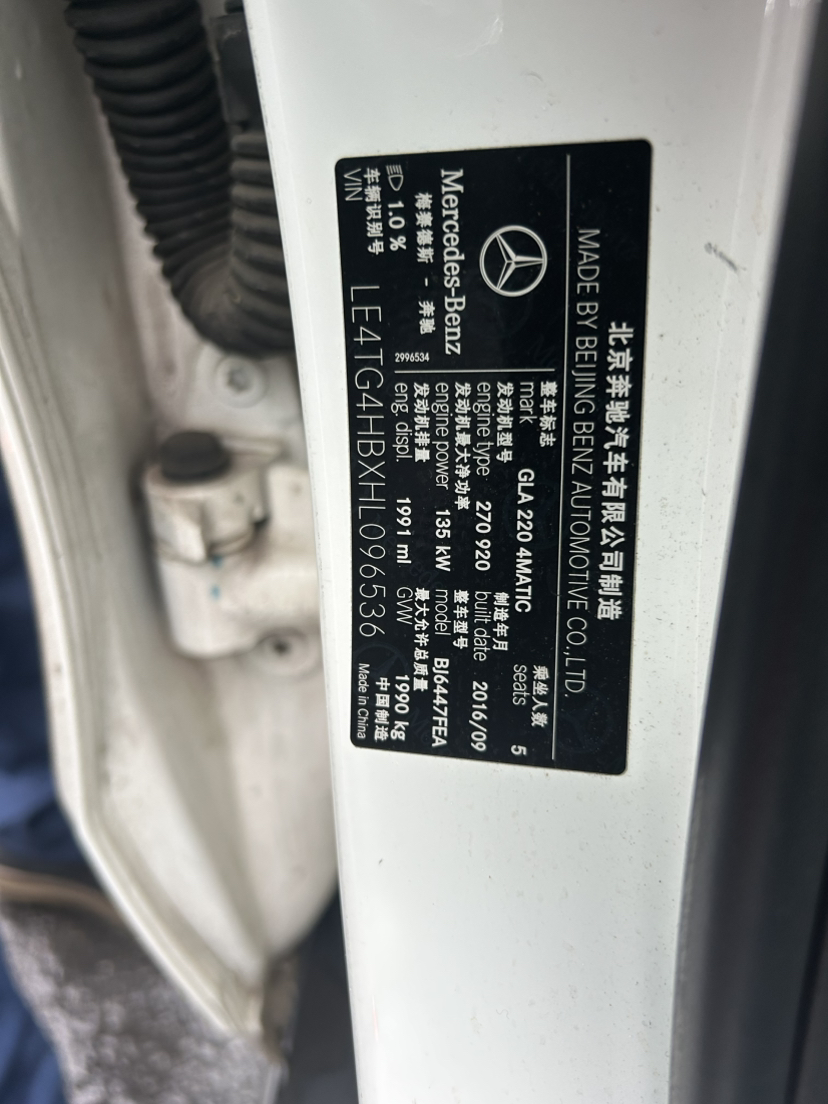 北京奔驰汽车有限公司制造
MADE BY BEIJING BENZ AUTOMOTIVE CO.,LTD.
Mercedes-Benz
梅赛德斯 - 奔驰
2996534
1.0 %
整车标志
mark GLA 220 4MATIC
乘坐人数
seats 5
发动机型号
engine type 270 920
制造年月
built date 2016/09
发动机最大净功率
engine power 135 kW
整车型号
model BJ6447FEA
发动机排量
eng. displ. 1991 ml
最大允许总质量
GVW 1990 kg
车辆识别号
VIN LE4TG4HBXHL096536
中国制造
Made in China